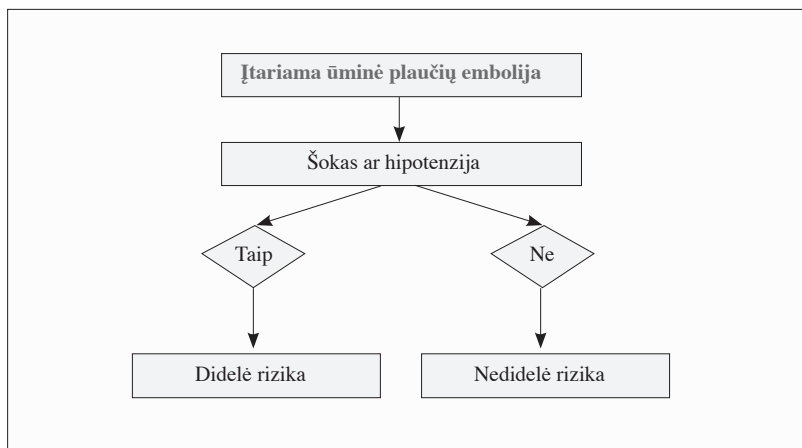 Įtariama ūminė plaučių embolija
Šokas ar hipotenzija
Taip
Ne
Didelė rizika
Nedidelė rizika